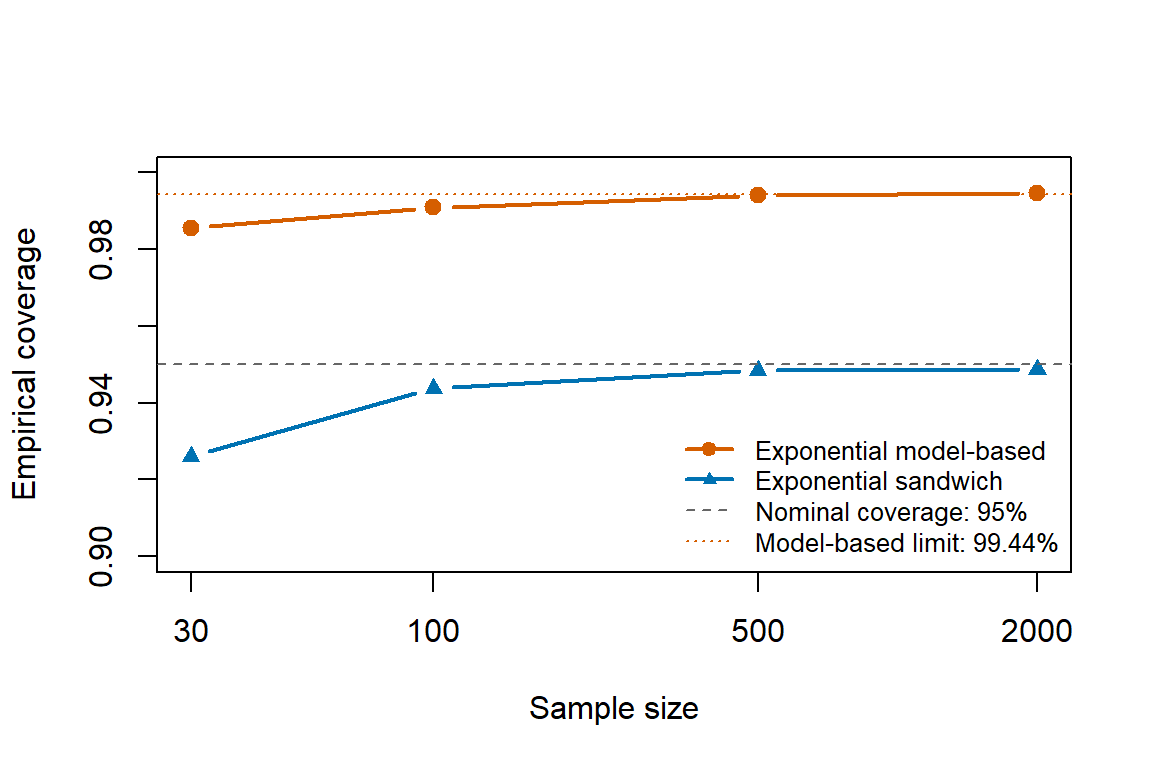 Empirical coverage
0.98
0.94
0.90
Exponential model-based
Exponential sandwich
Nominal coverage: 95%
Model-based limit: 99.44%
30 100 500 2000
Sample size